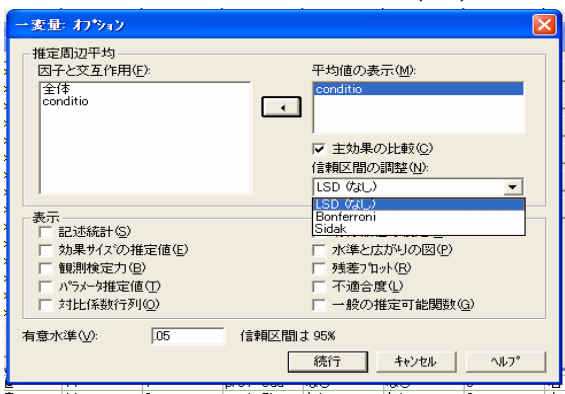 一変量: ｵﾌﾟｼｮﾝ
推定周辺平均
因子と交互作用(F):
全体
conditio
平均値の表示(M):
conditio
主効果の比較(C)
信頼区間の調整(N):
LSD (なし)
LSD (なし)
Bonferroni
Sidak
表示
記述統計(S)
効果ｻｲｽﾞの推定値(E)
観測検定力(B)
ﾊﾟﾗﾒｰﾀ推定値(T)
対比係数行列(O)
水準と広がりの図(P)
残差ﾌﾟﾛｯﾄ(R)
不適合度(L)
一般の推定可能関数(G)
有意水準(V):
.05
信頼区間は 95%
続行
ｷｬﾝｾﾙ
ﾍﾙﾌﾟ